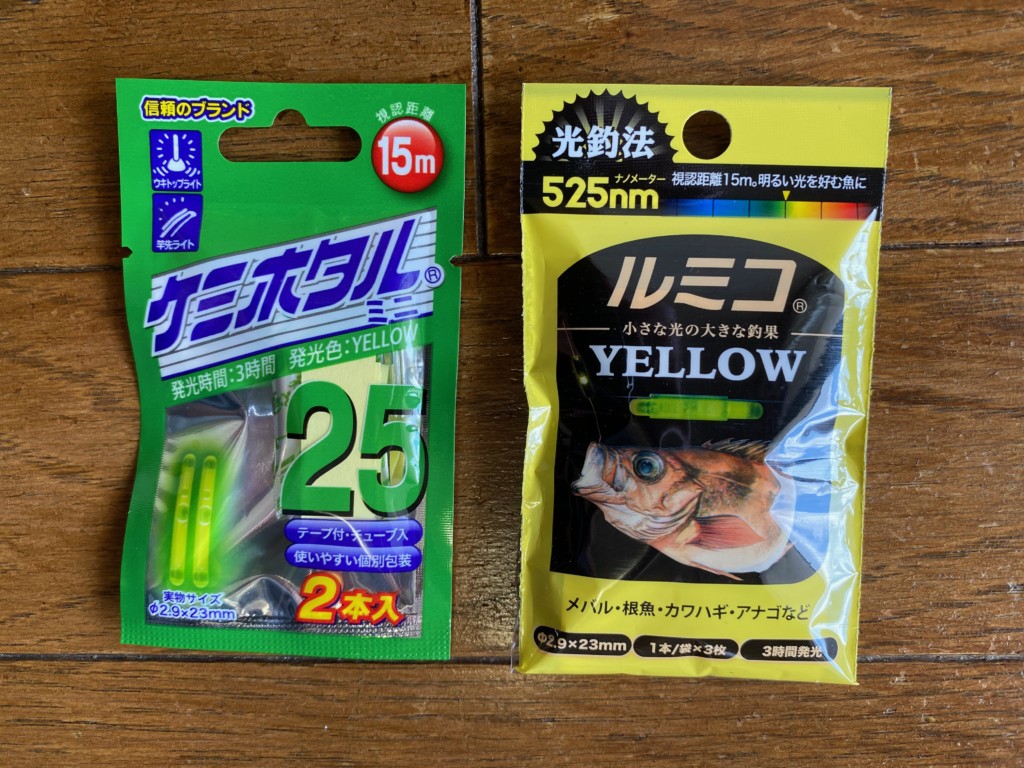 信頼のブランド
視認距離
15m
ウキトップライト
竿先ライト
ケミホタル®
ミニ
発光時間:3時間 発光色:YELLOW
25
テープ付・チューブ入
使いやすい個別包装
2本入
実物サイズ
Φ2.9×23mm
光釣法
525nm
ナノメーター
視認距離15m。明るい光を好む魚に
ルミコ®
小さな光の大きな釣果
YELLOW
メバル・根魚・カワハギ・アナゴなど
Φ2.9×23mm
1本/袋×3枚
3時間発光